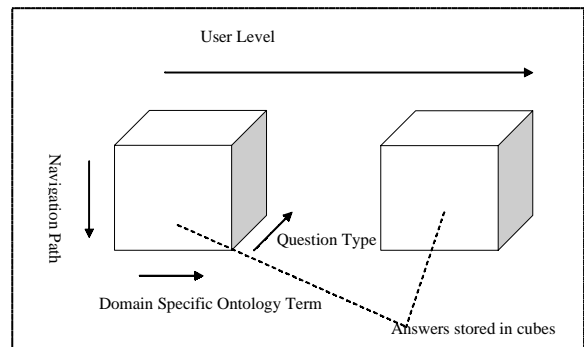 User Level
Navigation Path
Question Type
Domain Specific Ontology Term
Answers stored in cubes